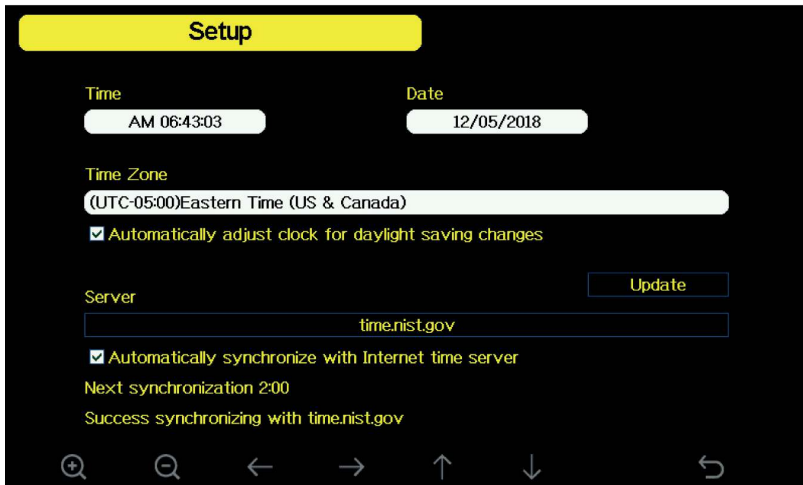 Setup
Time Date
AM 06:43:03 12/05/2018
Time Zone
(UTC-05:00)Eastern Time (US & Canada)
Automatically adjust clock for daylight saving changes
Update
Server
time.nist.gov
Automatically synchronize with Internet time server
Next synchronization 2:00
Success synchronizing with time.nist.gov